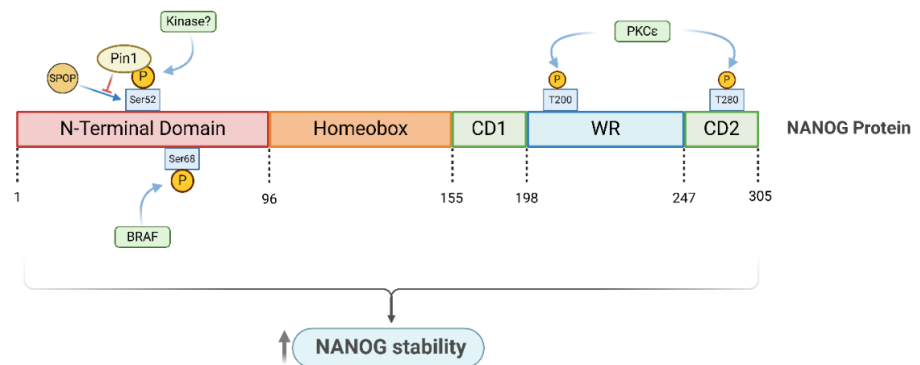 Kinase?
PKCε
Pin1
SPOP
P
P
P
Ser52
T200
T280
N-Terminal Domain
Homeobox
CD1
WR
CD2
NANOG Protein
Ser68
P
1
96
155
198
247
305
BRAF
NANOG stability